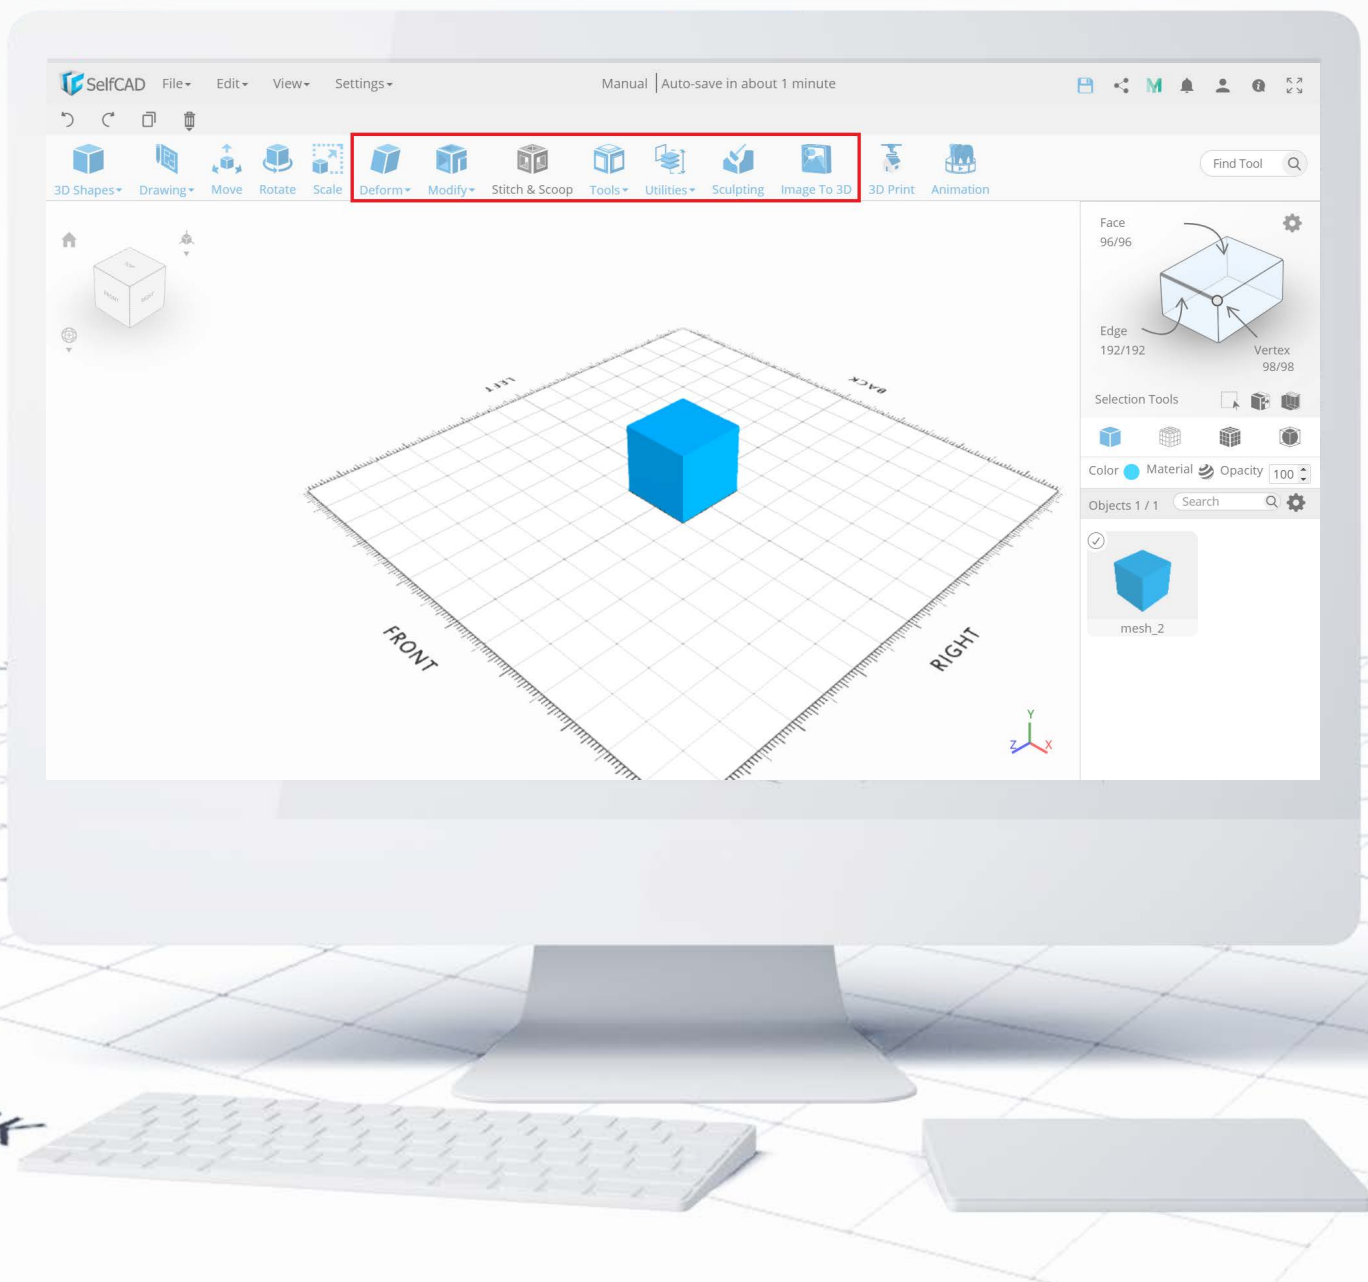 SelfCAD File Edit View Settings Manual Auto-save in about 1 minute
3D Shapes Drawing Move Rotate Scale Deform Modify Stitch & Scoop Tools Utilities Sculpting Image To 3D 3D Print Animation Find Tool
TOP
FRONT
RIGHT
LEFT
BACK
FRONT
RIGHT
Y
Z
X
Face
96/96
Edge
192/192
Vertex
98/98
Selection Tools
Color Material Opacity 100
Objects 1 / 1 Search
mesh_2